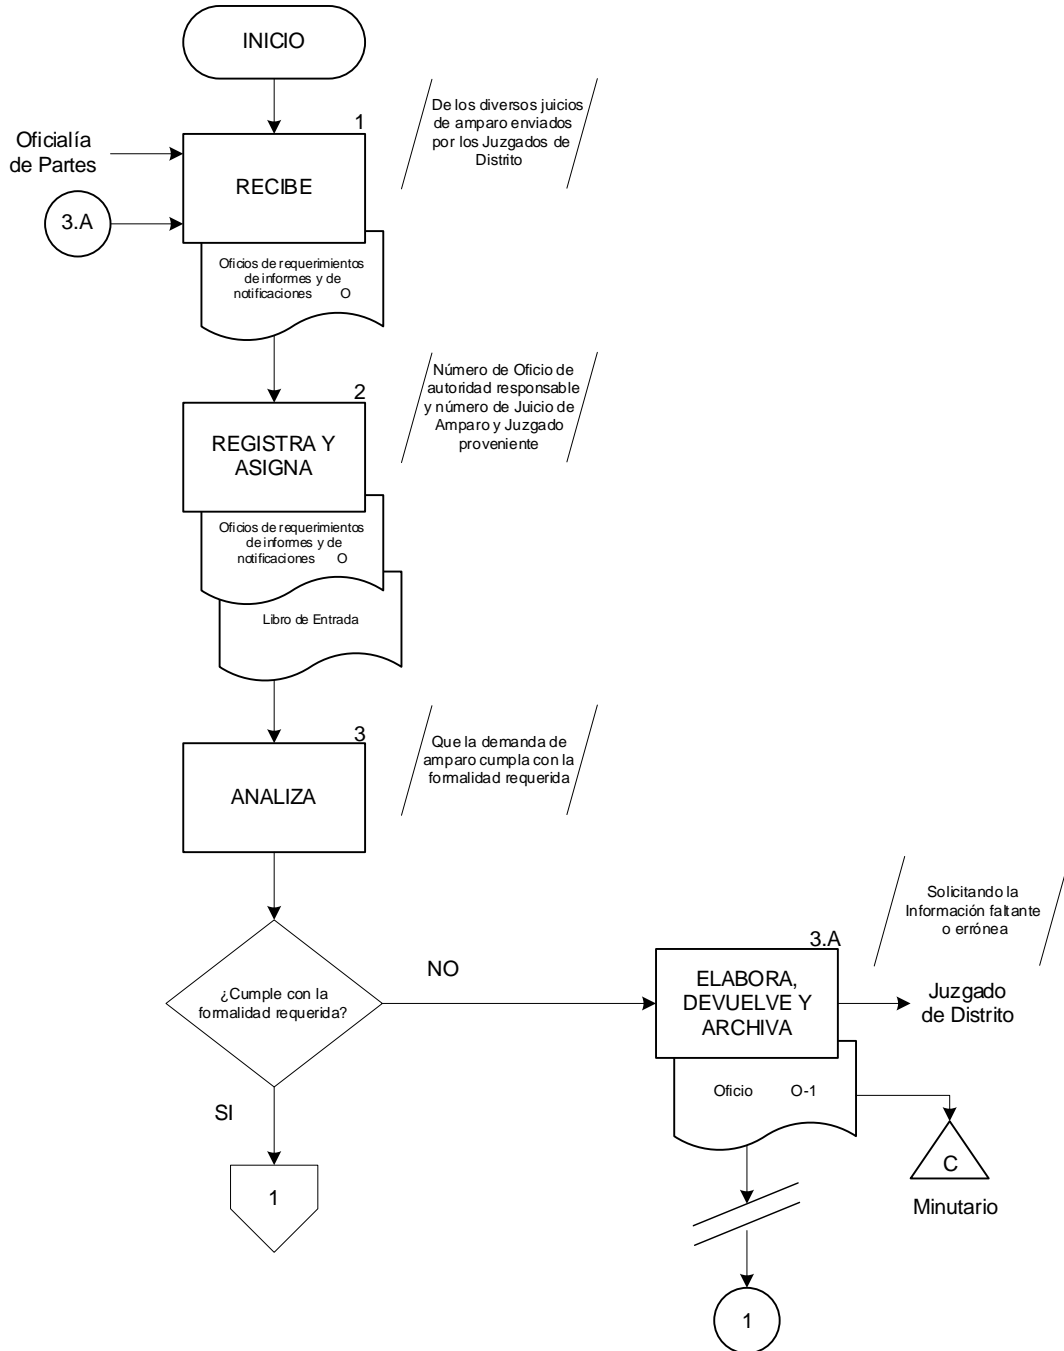 INICIO
De los diversos juicios
de amparo enviados
por los Juzgados de
Distrito
1
Oficialía
de Partes
RECIBE
3.A
Oficios de requerimientos
de informes y de
notificaciones O
Número de Oficio de
autoridad responsable
y número de Juicio de
Amparo y Juzgado
proveniente
2
REGISTRA Y
ASIGNA
Oficios de requerimientos
de informes y de
notificaciones O
Libro de Entrada
3
Que la demanda de
amparo cumpla con la
formalidad requerida
ANALIZA
Solicitando la
Información faltante
o errónea
3.A
NO
ELABORA,
DEVUELVE Y
ARCHIVA
Juzgado
de Distrito
¿Cumple con la
formalidad requerida?
Oficio O-1
SI
C
Minutario
1
1